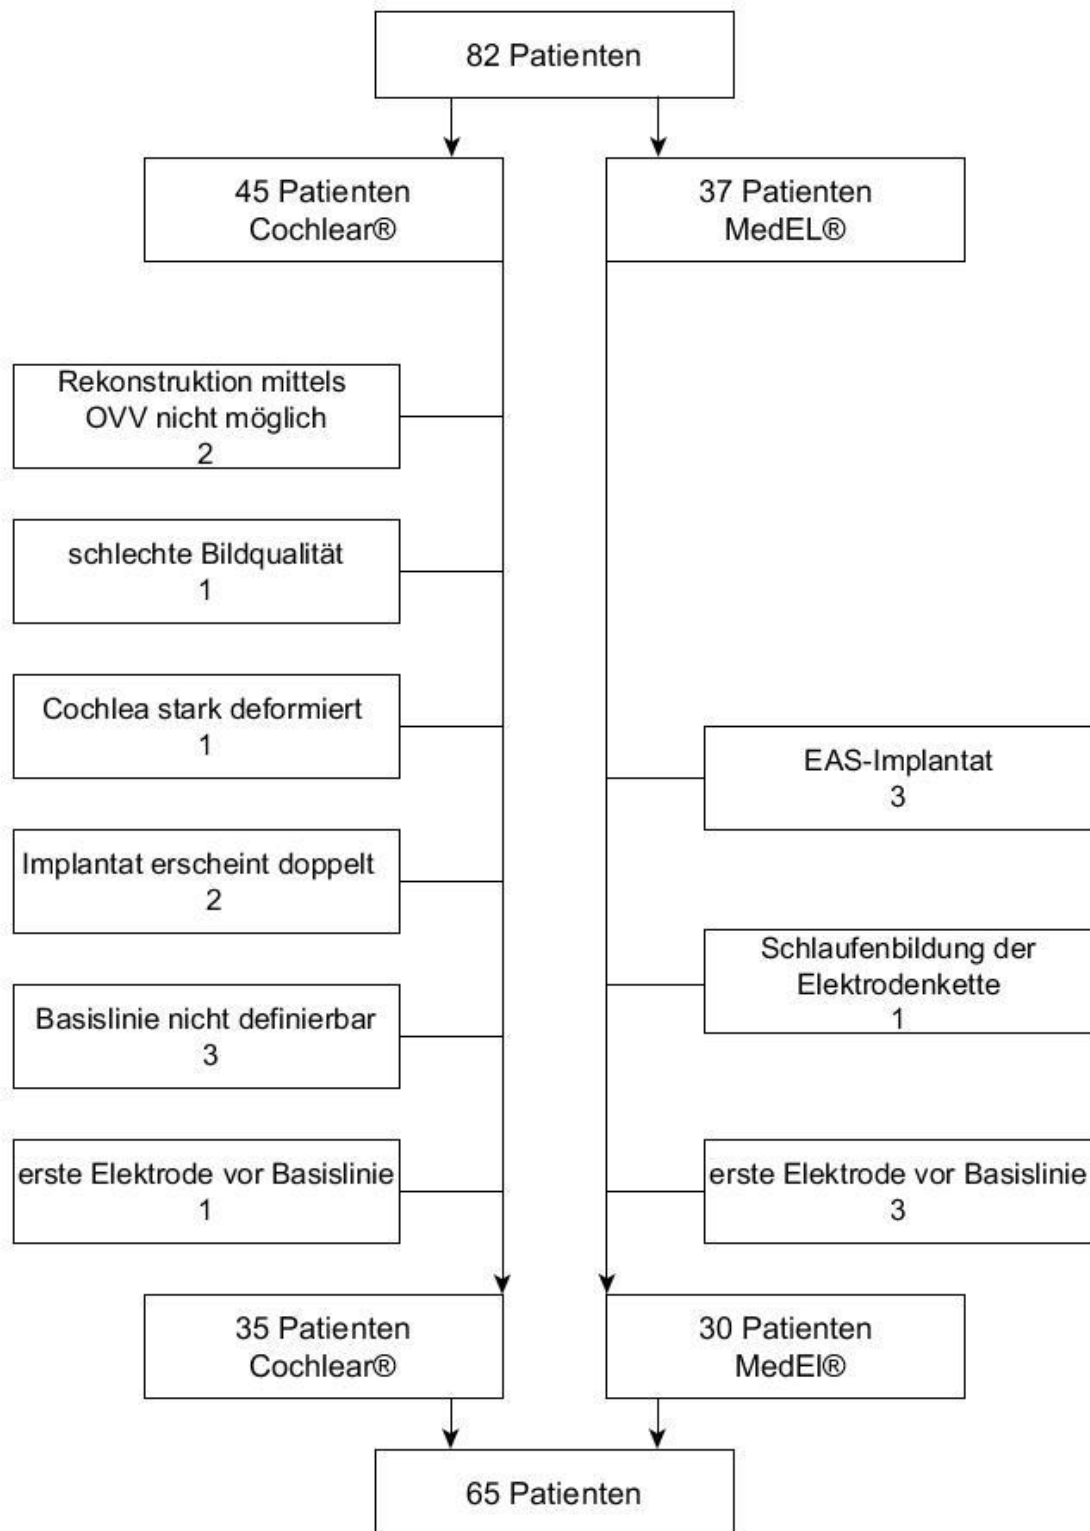 82 Patienten
45 Patienten
Cochlear®
37 Patienten
MedEL®
Rekonstruktion mittels
OVV nicht möglich
2
schlechte Bildqualität
1
Cochlea stark deformiert
1
Implantat erscheint doppelt
2
Basislinie nicht definierbar
3
erste Elektrode vor Basislinie
1
EAS-Implantat
3
Schlaufenbildung der
Elektrodenkette
1
erste Elektrode vor Basislinie
3
35 Patienten
Cochlear®
30 Patienten
MedEl®
65 Patienten